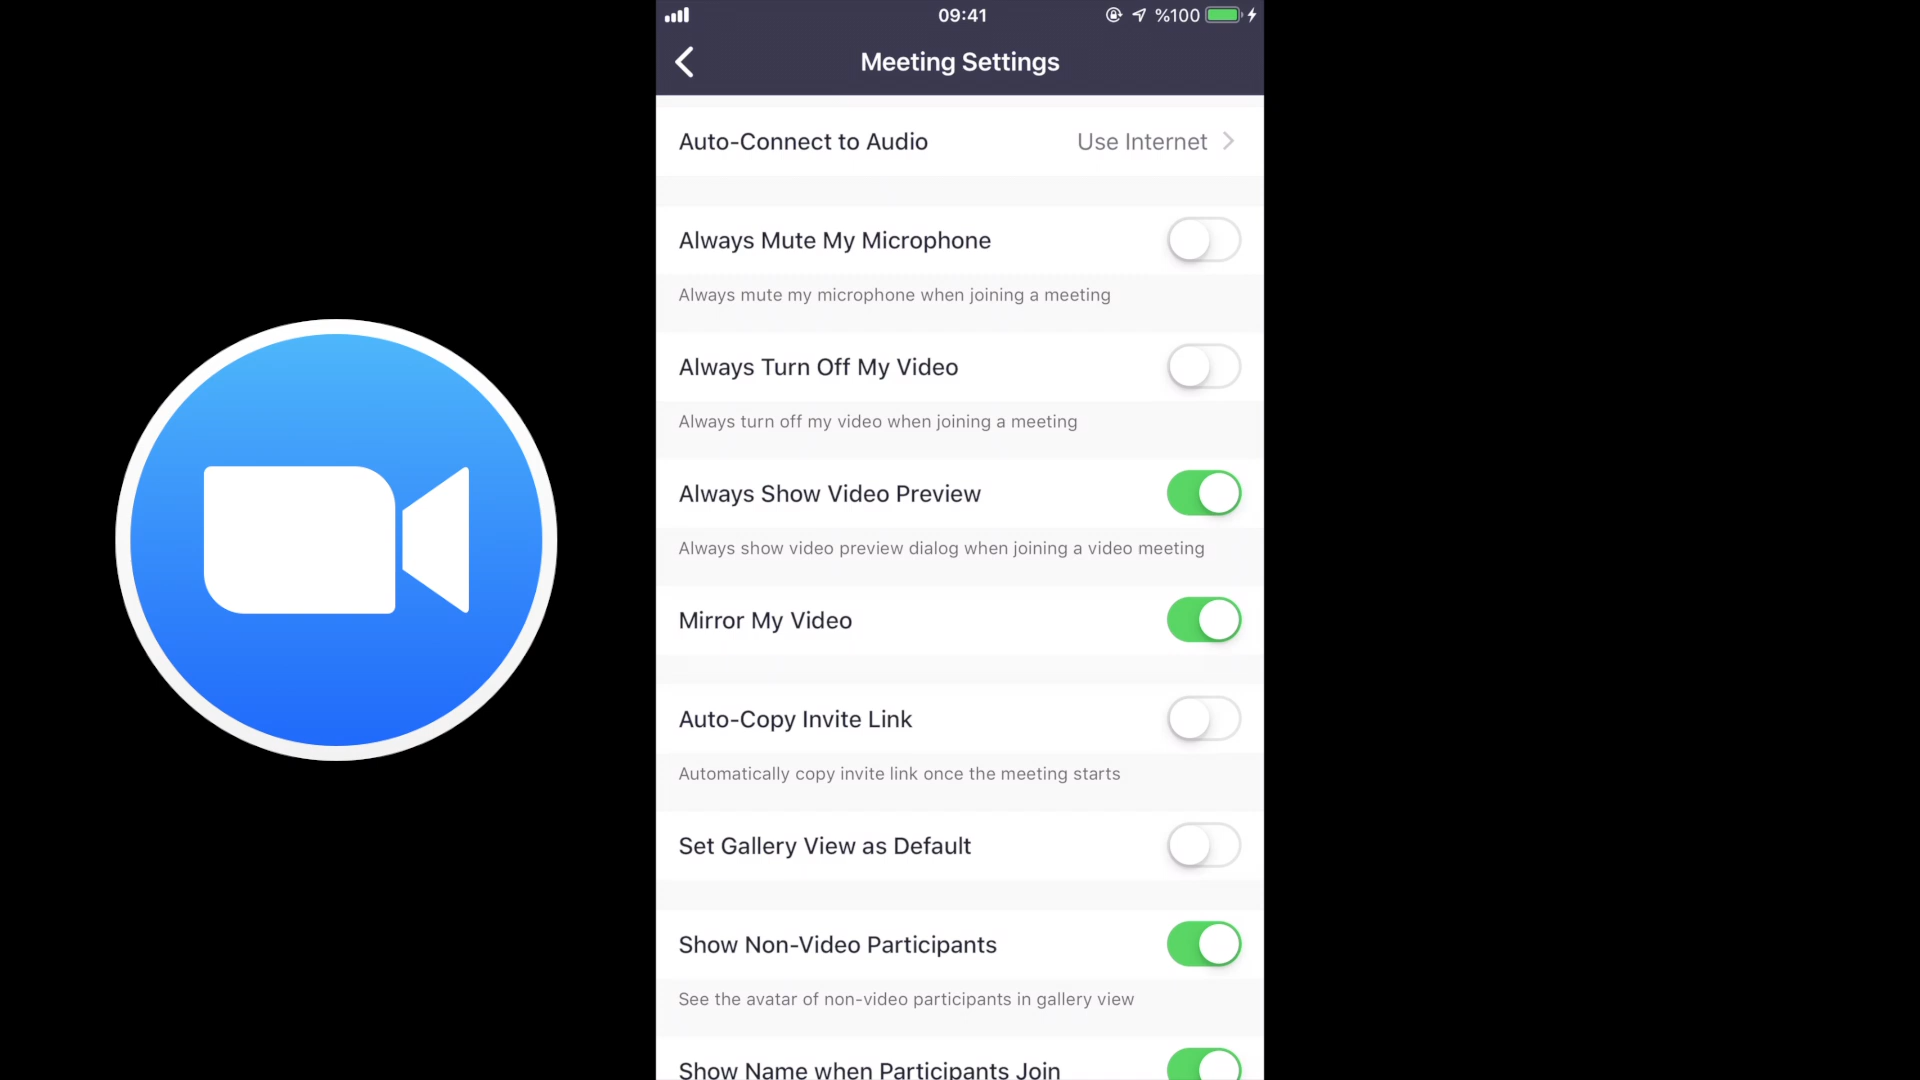 09:41
%100
Meeting Settings
Auto-Connect to Audio
Use Internet
Always Mute My Microphone
Always mute my microphone when joining a meeting
Always Turn Off My Video
Always turn off my video when joining a meeting
Always Show Video Preview
Always show video preview dialog when joining a video meeting
Mirror My Video
Auto-Copy Invite Link
Automatically copy invite link once the meeting starts
Set Gallery View as Default
Show Non-Video Participants
See the avatar of non-video participants in gallery view
Show Name when Participants Join